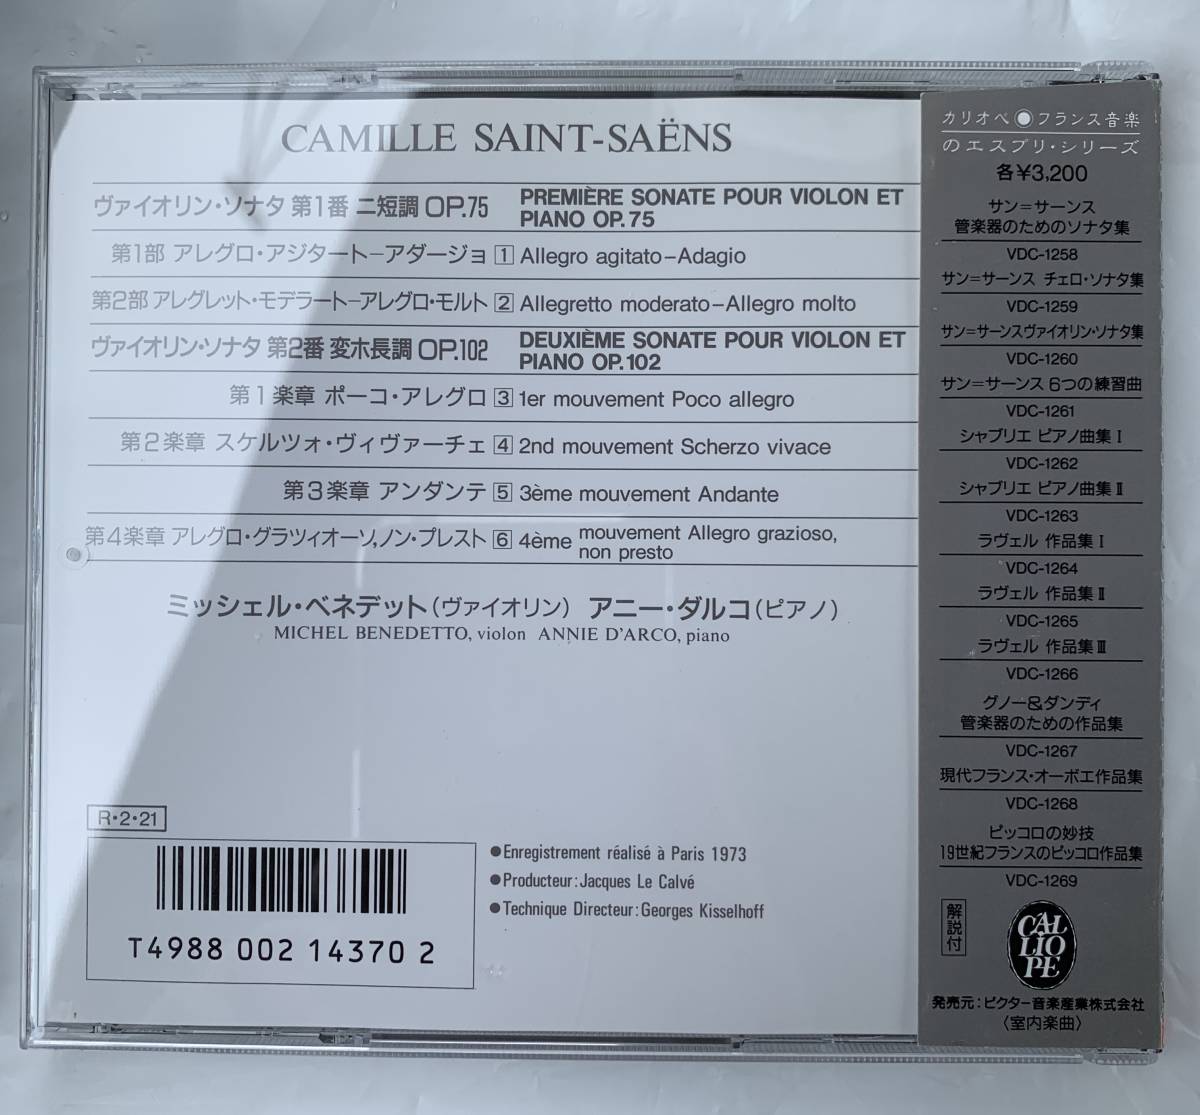 CAMILLE SAINT-SAËNS
ヴァイオリン・ソナタ 第1番 ニ短調 OP.75
PREMIÈRE SONATE POUR VIOLON ET
PIANO OP.75
第1部 アレグロ・アジタート―アダージョ 1 Allegro agitato–Adagio
第2部 アレグレット・モデラート―アレグロ・モルト 2 Allegretto moderato–Allegro molto
ヴァイオリン・ソナタ 第2番 変ホ長調 OP.102
DEUXIÈME SONATE POUR VIOLON ET
PIANO OP.102
第1楽章 ポーコ・アレグロ 3 1er mouvement Poco allegro
第2楽章 スケルツォ・ヴィヴァーチェ 4 2nd mouvement Scherzo vivace
第3楽章 アンダンテ 5 3ème mouvement Andante
第4楽章 アレグロ・グラツィオーソ,ノン・プレスト 6 4ème mouvement Allegro grazioso,
non presto
ミッシェル・ベネデット(ヴァイオリン) アニー・ダルコ(ピアノ)
MICHEL BENEDETTO, violon ANNIE D'ARCO, piano
R・2・21
T4988 002 14370 2
●Enregistrement réalisé à Paris 1973
●Producteur:Jacques Le Calvé
●Technique Directeur:Georges Kisselhoff
カリオペ◉フランス音楽
のエスプリ・シリーズ
各¥3,200
サン=サーンス
管楽器のためのソナタ集
VDC-1258
サン=サーンス チェロ・ソナタ集
VDC-1259
サン=サーンスヴァイオリン・ソナタ集
VDC-1260
サン=サーンス 6つの練習曲
VDC-1261
シャブリエ ピアノ曲集Ⅰ
VDC-1262
シャブリエ ピアノ曲集Ⅱ
VDC-1263
ラヴェル 作品集Ⅰ
VDC-1264
ラヴェル 作品集Ⅱ
VDC-1265
ラヴェル 作品集Ⅲ
VDC-1266
グノー&ダンディ
管楽器のための作品集
VDC-1267
現代フランス・オーボエ作品集
VDC-1268
ピッコロの妙技
19世紀フランスのピッコロ作品集
VDC-1269
解説付
CAL
LIO
PE
発売元:ビクター音楽産業株式会社
〈室内楽曲〉